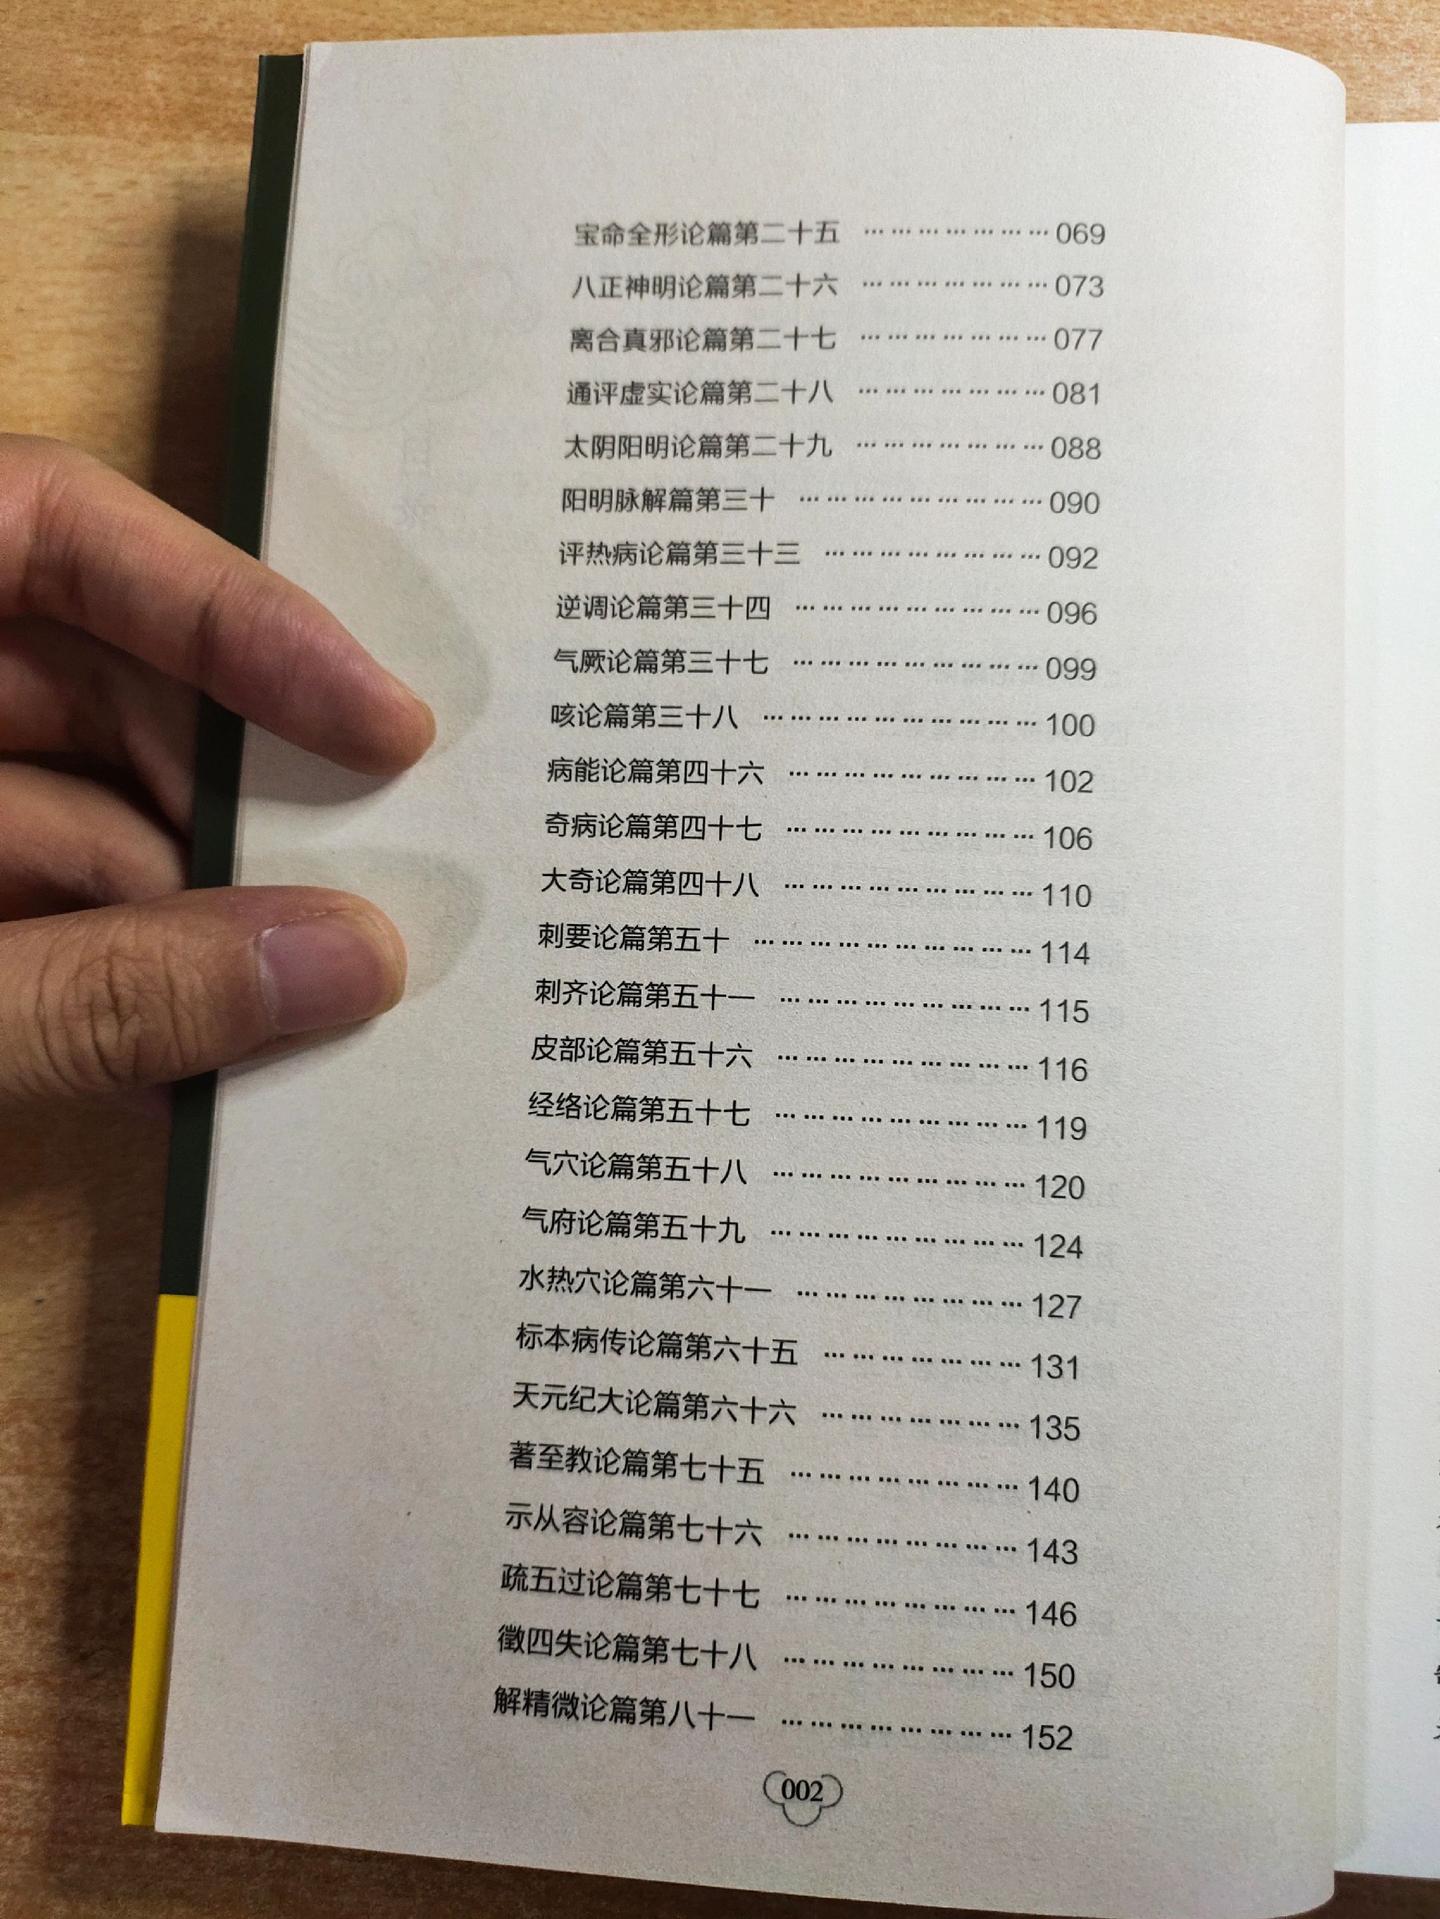 宝命全形论篇第二十五 ⋯⋯⋯⋯⋯⋯⋯ 069
八正神明论篇第二十六 ⋯⋯⋯⋯⋯⋯⋯ 073
离合真邪论篇第二十七 ⋯⋯⋯⋯⋯⋯⋯ 077
通评虚实论篇第二十八 ⋯⋯⋯⋯⋯⋯⋯ 081
太阴阳明论篇第二十九 ⋯⋯⋯⋯⋯⋯⋯ 088
阳明脉解篇第三十 ⋯⋯⋯⋯⋯⋯⋯⋯⋯ 090
评热病论篇第三十三 ⋯⋯⋯⋯⋯⋯⋯⋯ 092
逆调论篇第三十四 ⋯⋯⋯⋯⋯⋯⋯⋯⋯ 096
气厥论篇第三十七 ⋯⋯⋯⋯⋯⋯⋯⋯⋯ 099
咳论篇第三十八 ⋯⋯⋯⋯⋯⋯⋯⋯⋯⋯ 100
病能论篇第四十六 ⋯⋯⋯⋯⋯⋯⋯⋯⋯ 102
奇病论篇第四十七 ⋯⋯⋯⋯⋯⋯⋯⋯⋯ 106
大奇论篇第四十八 ⋯⋯⋯⋯⋯⋯⋯⋯⋯ 110
刺要论篇第五十 ⋯⋯⋯⋯⋯⋯⋯⋯⋯⋯ 114
刺齐论篇第五十一 ⋯⋯⋯⋯⋯⋯⋯⋯⋯ 115
皮部论篇第五十六 ⋯⋯⋯⋯⋯⋯⋯⋯⋯ 116
经络论篇第五十七 ⋯⋯⋯⋯⋯⋯⋯⋯⋯ 119
气穴论篇第五十八 ⋯⋯⋯⋯⋯⋯⋯⋯⋯ 120
气府论篇第五十九 ⋯⋯⋯⋯⋯⋯⋯⋯⋯ 124
水热穴论篇第六十一 ⋯⋯⋯⋯⋯⋯⋯⋯ 127
标本病传论篇第六十五 ⋯⋯⋯⋯⋯⋯⋯ 131
天元纪大论篇第六十六 ⋯⋯⋯⋯⋯⋯⋯ 135
著至教论篇第七十五 ⋯⋯⋯⋯⋯⋯⋯⋯ 140
示从容论篇第七十六 ⋯⋯⋯⋯⋯⋯⋯⋯ 143
疏五过论篇第七十七 ⋯⋯⋯⋯⋯⋯⋯⋯ 146
徵四失论篇第七十八 ⋯⋯⋯⋯⋯⋯⋯⋯ 150
解精微论篇第八十一 ⋯⋯⋯⋯⋯⋯⋯⋯ 152
002